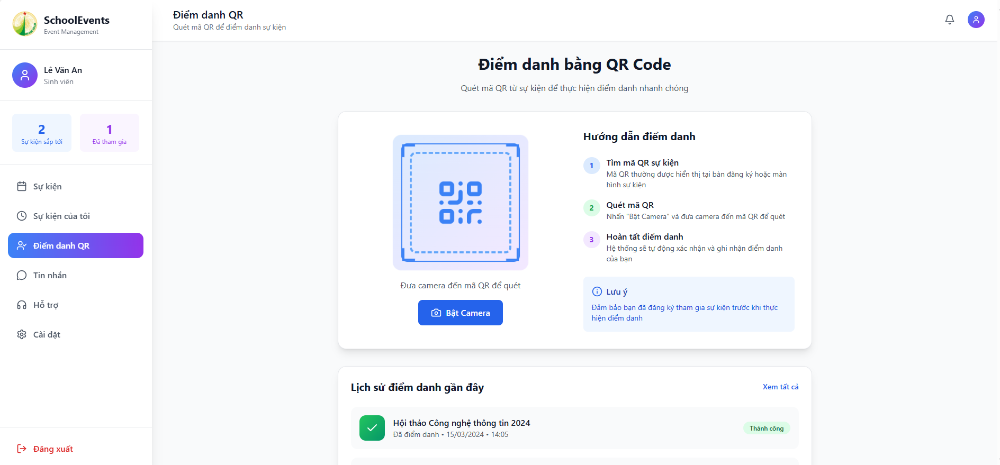 SchoolEvents
Event Management
Lê Văn An
Sinh viên
2
Sự kiện sắp tới
1
Đã tham gia
Sự kiện
Sự kiện của tôi
Điểm danh QR
Tin nhắn
Hỗ trợ
Cài đặt
Đăng xuất
Điểm danh QR
Quét mã QR để điểm danh sự kiện
Điểm danh bằng QR Code
Quét mã QR từ sự kiện để thực hiện điểm danh nhanh chóng
Đưa camera đến mã QR để quét
Bật Camera
Hướng dẫn điểm danh
1
Tìm mã QR sự kiện
Mã QR thường được hiển thị tại bàn đăng ký hoặc màn
hình sự kiện
2
Quét mã QR
Nhấn "Bật Camera" và đưa camera đến mã QR để quét
3
Hoàn tất điểm danh
Hệ thống sẽ tự động xác nhận và ghi nhận điểm danh
của bạn
Lưu ý
Đảm bảo bạn đã đăng ký tham gia sự kiện trước khi thực
hiện điểm danh
Lịch sử điểm danh gần đây
Xem tất cả
Hội thảo Công nghệ thông tin 2024
Đã điểm danh • 15/03/2024 • 14:05
Thành công